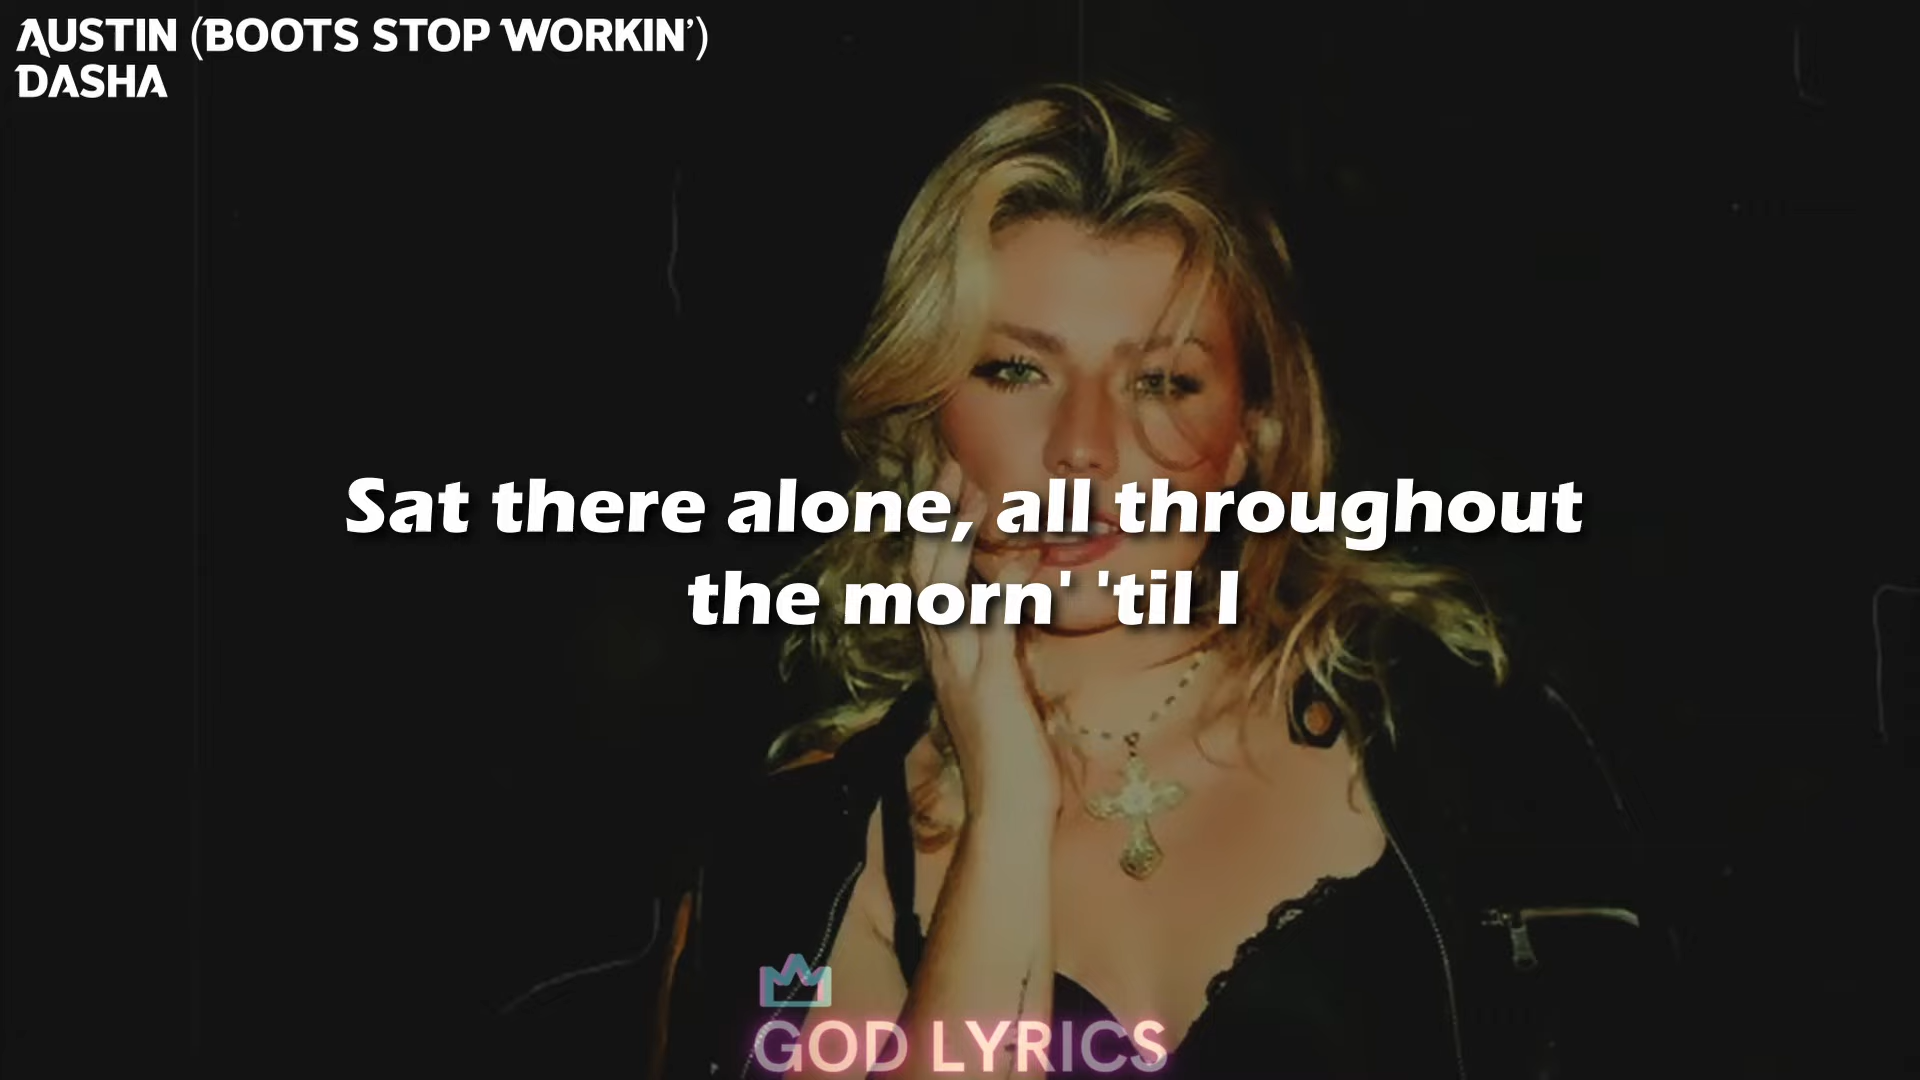 AUSTIN (BOOTS STOP WORKIN')
DASHA
Sat there alone, all throughout
the morn' 'til I
GOD LYRICS